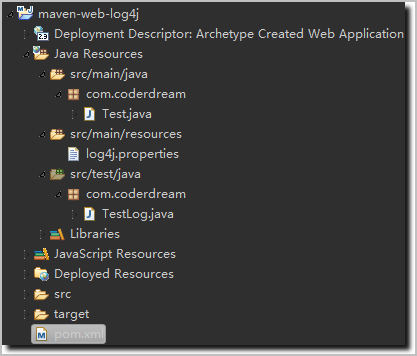 maven-web-log4j
Deployment Descriptor: Archetype Created Web Application
Java Resources
src/main/java
com.coderdream
Test.java
src/main/resources
log4j.properties
src/test/java
com.coderdream
TestLog.java
Libraries
JavaScript Resources
Deployed Resources
src
target
pom.xml